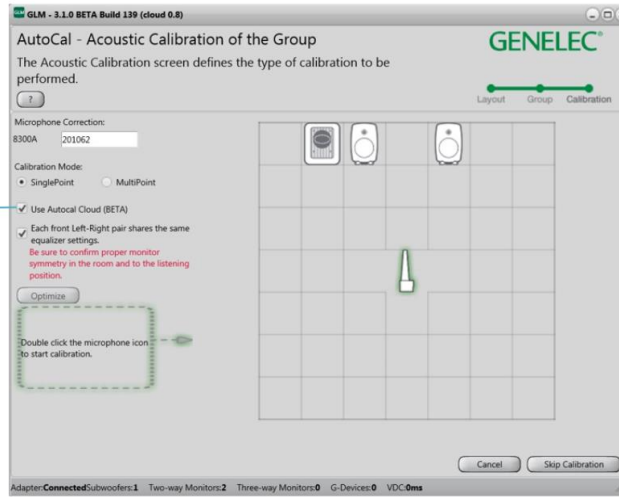 GLM GLM - 3.1.0 BETA Build 139 (cloud 0.8)
AutoCal - Acoustic Calibration of the Group
GENELEC®
The Acoustic Calibration screen defines the type of calibration to be
performed.
?
Layout Group Calibration
Microphone Correction:
8300A 201062
Calibration Mode:
SinglePoint MultiPoint
Use Autocal Cloud (BETA)
Each front Left-Right pair shares the same
equalizer settings.
Be sure to confirm proper monitor
symmetry in the room and to the listening
position.
Optimize
Double click the microphone icon
to start calibration.
Cancel Skip Calibration
Adapter:ConnectedSubwoofers:1 Two-way Monitors:2 Three-way Monitors:0 G-Devices:0 VDC:0ms